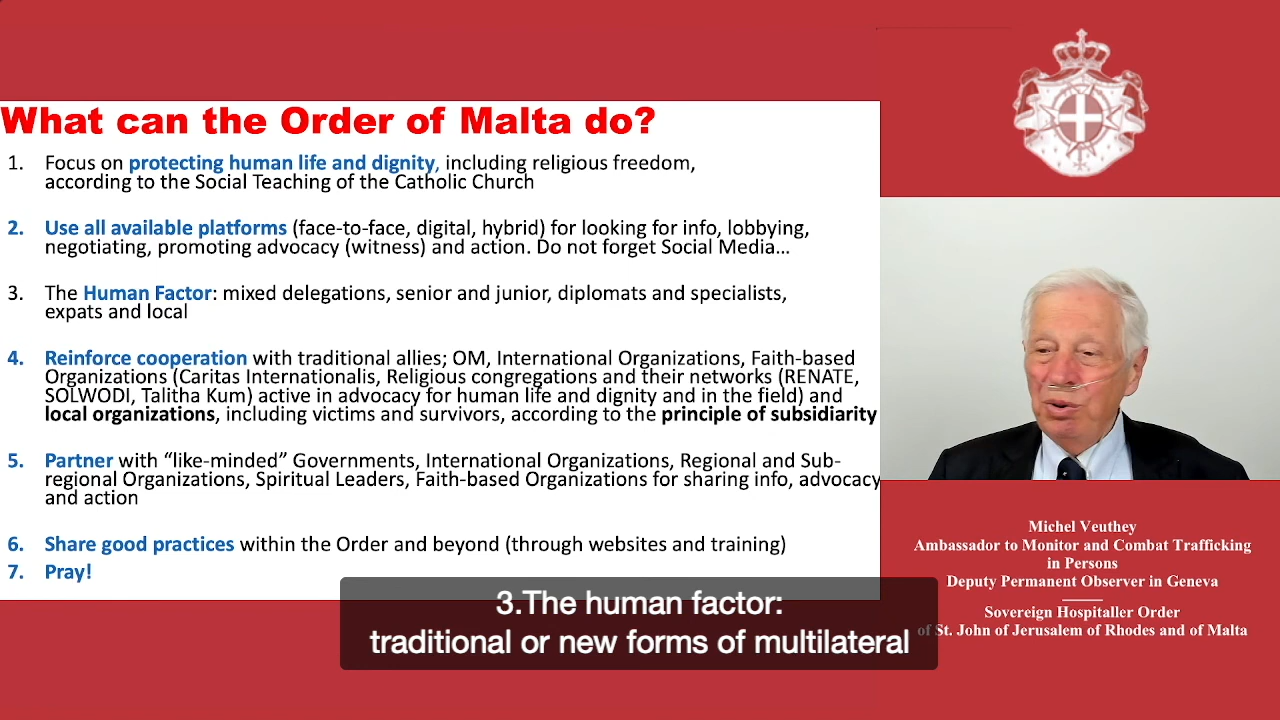 What can the Order of Malta do?
1. Focus on protecting human life and dignity, including religious freedom,
according to the Social Teaching of the Catholic Church
2. Use all available platforms (face-to-face, digital, hybrid) for looking for info, lobbying,
negotiating, promoting advocacy (witness) and action. Do not forget Social Media...
3. The Human Factor: mixed delegations, senior and junior, diplomats and specialists,
expats and local
4. Reinforce cooperation with traditional allies; OM, International Organizations, Faith-based
Organizations (Caritas Internationalis, Religious congregations and their networks (RENATE,
SOLWODI, Talitha Kum) active in advocacy for human life and dignity and in the field) and
local organizations, including victims and survivors, according to the principle of subsidiarity
5. Partner with “like-minded” Governments, International Organizations, Regional and Sub-
regional Organizations, Spiritual Leaders, Faith-based Organizations for sharing info, advocacy
and action
6. Share good practices within the Order and beyond (through websites and training)
7. Pray!
Michel Veuthey
Ambassador to Monitor and Combat Trafficking
in Persons
Deputy Permanent Observer in Geneva
Sovereign Hospitaller Order
of St. John of Jerusalem of Rhodes and of Malta
3.The human factor:
traditional or new forms of multilateral